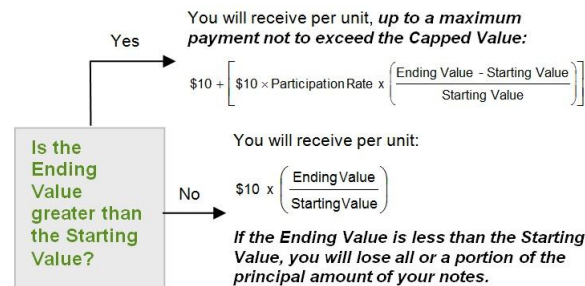 You will receive per unit, up to a maximum
payment not to exceed the Capped Value:
Yes
$10 + [ $10 × Participation Rate x ( Ending Value - Starting Value / Starting Value ) ]
Is the
Ending
Value
greater than
the Starting
Value?
No
You will receive per unit:
$10 x ( Ending Value / Starting Value )
If the Ending Value is less than the Starting
Value, you will lose all or a portion of the
principal amount of your notes.